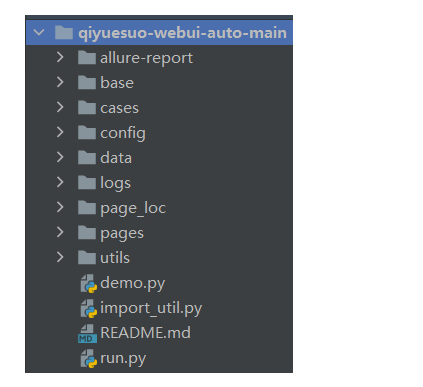 qiyuesuo-webui-auto-main
allure-report
base
cases
config
data
logs
page_loc
pages
utils
demo.py
import_util.py
MD README.md
run.py